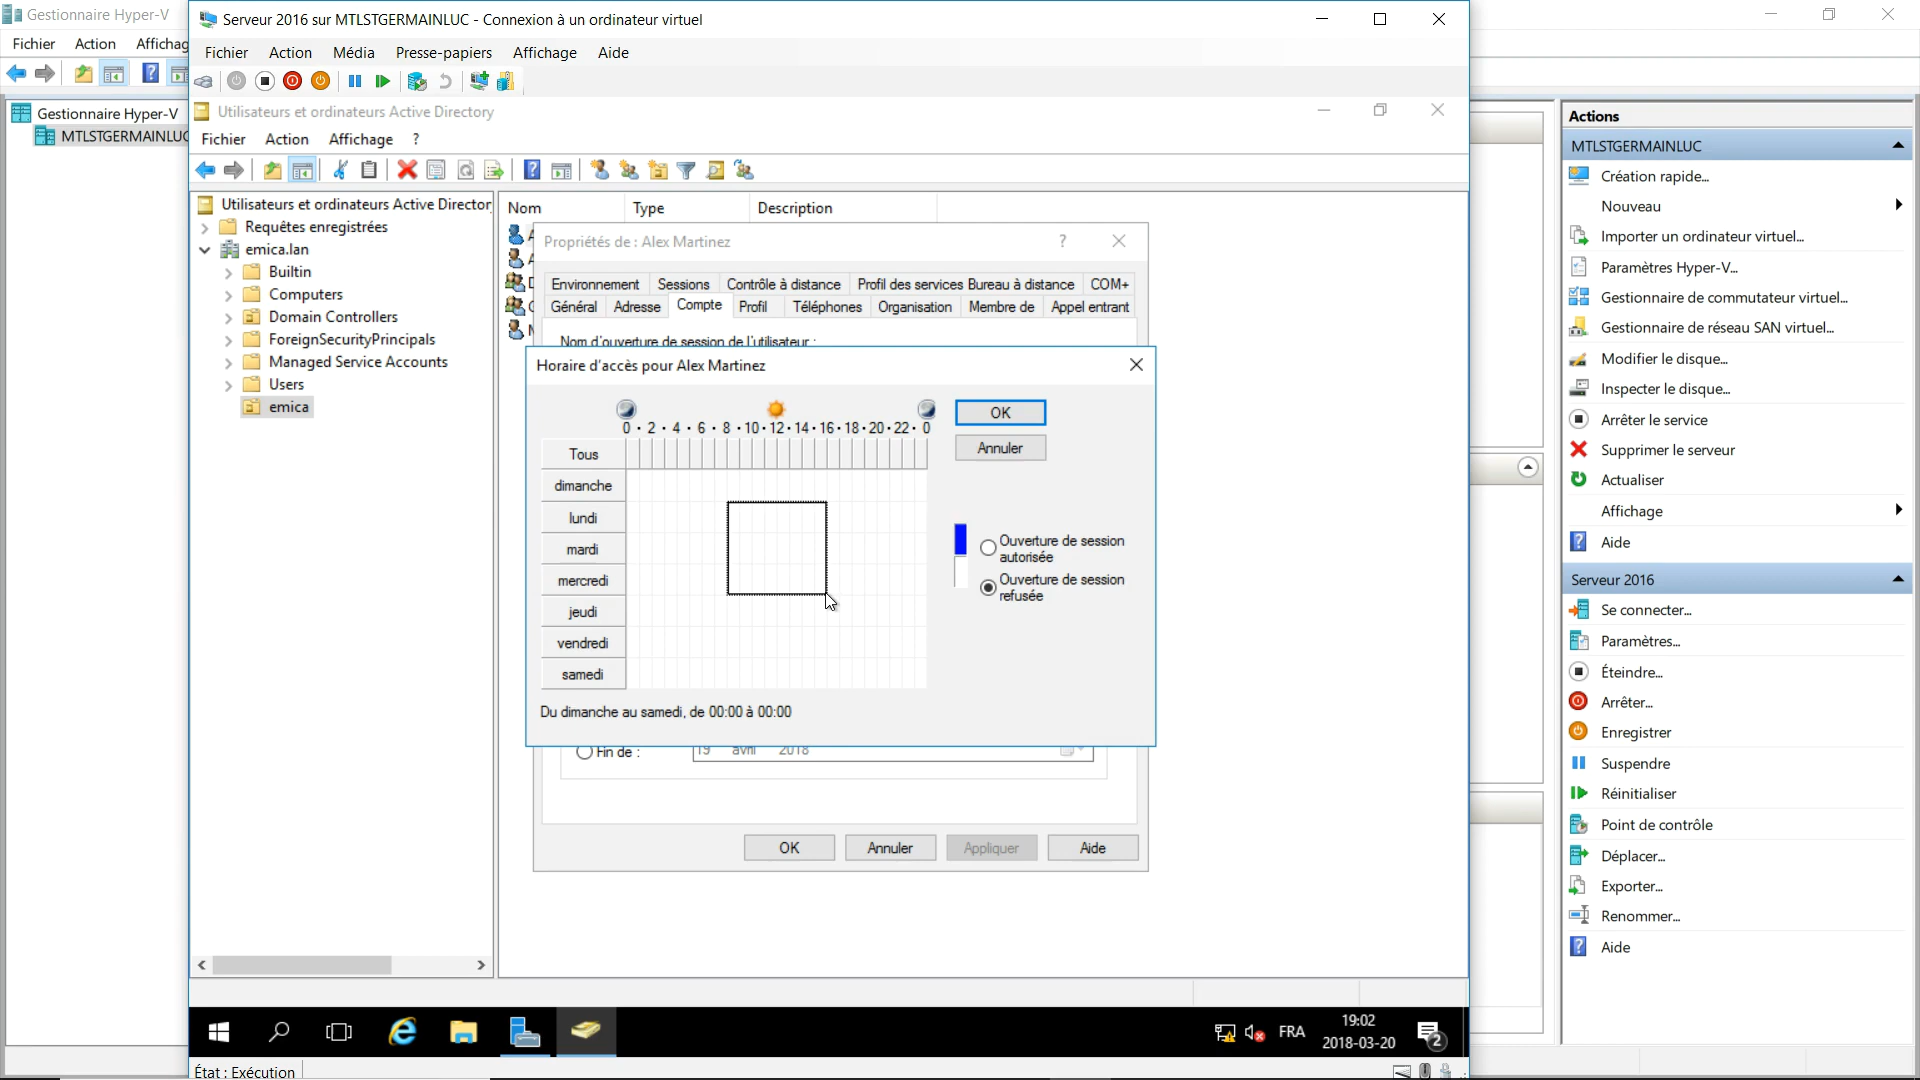 Gestionnaire Hyper-V
Fichier Action Affichag
Gestionnaire Hyper-V
MTLSTGERMAINLUC
Serveur 2016 sur MTLSTGERMAINLUC - Connexion à un ordinateur virtuel
Fichier Action Média Presse-papiers Affichage Aide
Utilisateurs et ordinateurs Active Directory
Fichier Action Affichage ?
Utilisateurs et ordinateurs Active Director
Requêtes enregistrées
emica.lan
Builtin
Computers
Domain Controllers
ForeignSecurityPrincipals
Managed Service Accounts
Users
emica
Nom Type Description
Propriétés de : Alex Martinez ?
Environnement Sessions Contrôle à distance Profil des services Bureau à distance COM+
Général Adresse Compte Profil Téléphones Organisation Membre de Appel entrant
Nom d'ouverture de session de l'utilisateur :
Horaire d'accès pour Alex Martinez
0 · 2 · 4 · 6 · 8 · 10 · 12 · 14 · 16 · 18 · 20 · 22 · 0
Tous
dimanche
lundi
mardi
mercredi
jeudi
vendredi
samedi
OK
Annuler
Ouverture de session
autorisée
Ouverture de session
refusée
Du dimanche au samedi, de 00:00 à 00:00
Fin de : 19 avril 2018
OK Annuler Appliquer Aide
FRA
19:02
2018-03-20
2
État : Exécution
Actions
MTLSTGERMAINLUC
Création rapide...
Nouveau
Importer un ordinateur virtuel...
Paramètres Hyper-V...
Gestionnaire de commutateur virtuel...
Gestionnaire de réseau SAN virtuel...
Modifier le disque...
Inspecter le disque...
Arrêter le service
Supprimer le serveur
Actualiser
Affichage
Aide
Serveur 2016
Se connecter...
Paramètres...
Éteindre...
Arrêter...
Enregistrer
Suspendre
Réinitialiser
Point de contrôle
Déplacer...
Exporter...
Renommer...
Aide